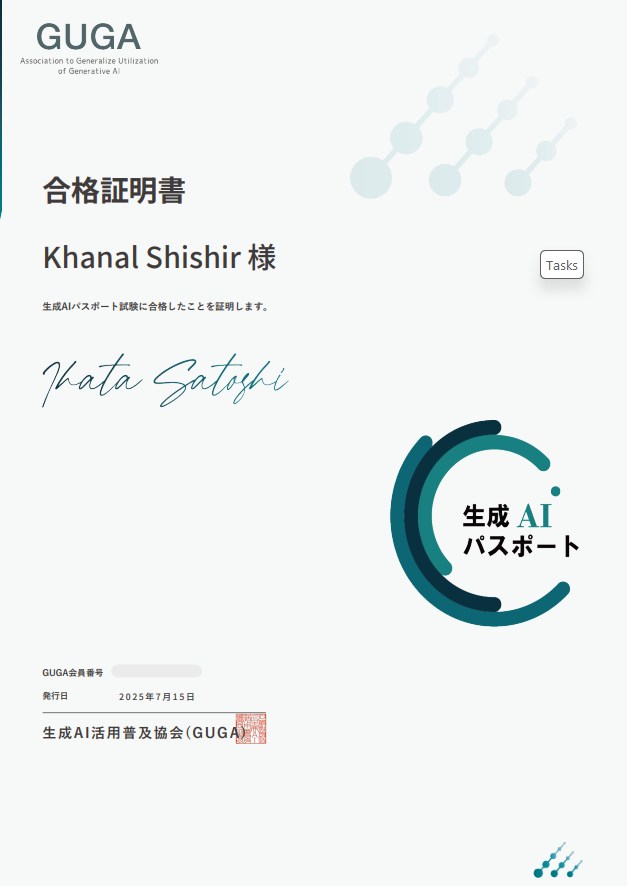 GUGA
Association to Generalize Utilization
of Generative AI
合格証明書
Khanal Shishir 様
Tasks
生成AIパスポート試験に合格したことを証明します。
Ihata Satoshi
生成 AI
パスポート
GUGA会員番号
発行日 2025年7月15日
生成AI活用普及協会(GUGA)